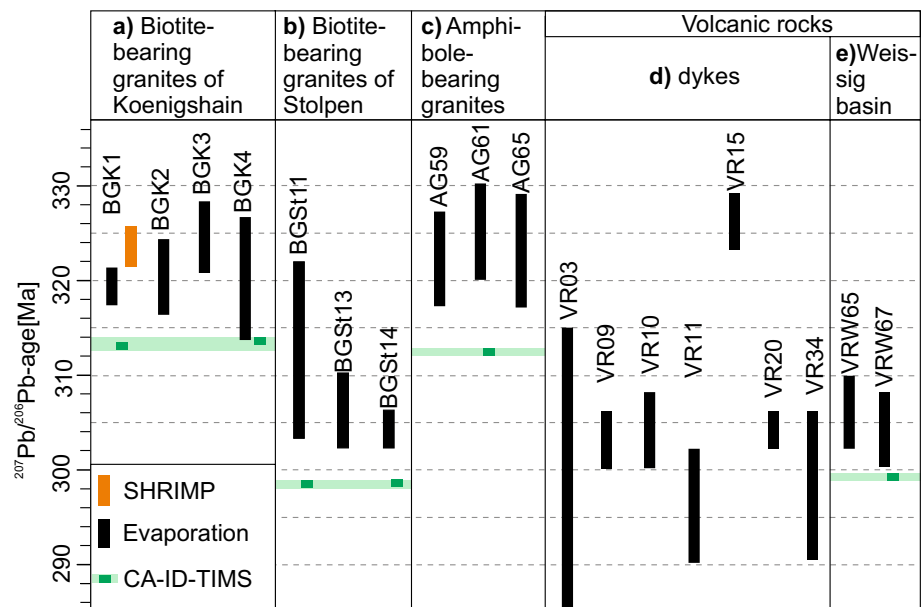 a) Biotite-
bearing
granites of
Koenigshain
b) Biotite-
bearing
granites of
Stolpen
c) Amphi-
bole-
bearing
granites
Volcanic rocks
d) dykes
e)Weis-
sig
basin
207Pb/206Pb-age[Ma]
330
320
310
300
290
BGK1
BGK2
BGK3
BGK4
BGSt11
BGSt13
BGSt14
AG59
AG61
AG65
VR03
VR09
VR10
VR11
VR15
VR20
VR34
VRW65
VRW67
SHRIMP
Evaporation
CA-ID-TIMS